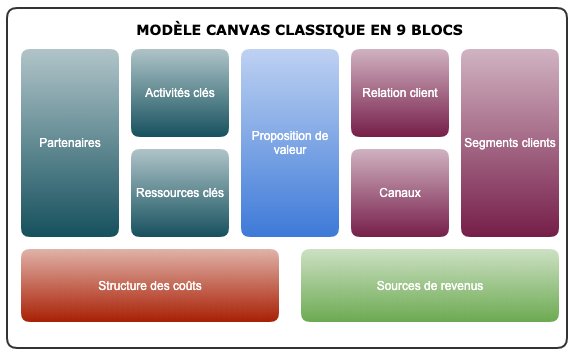 MODÈLE CANVAS CLASSIQUE EN 9 BLOCS
Partenaires
Activités clés
Ressources clés
Proposition de
valeur
Relation client
Canaux
Segments clients
Structure des coûts
Sources de revenus